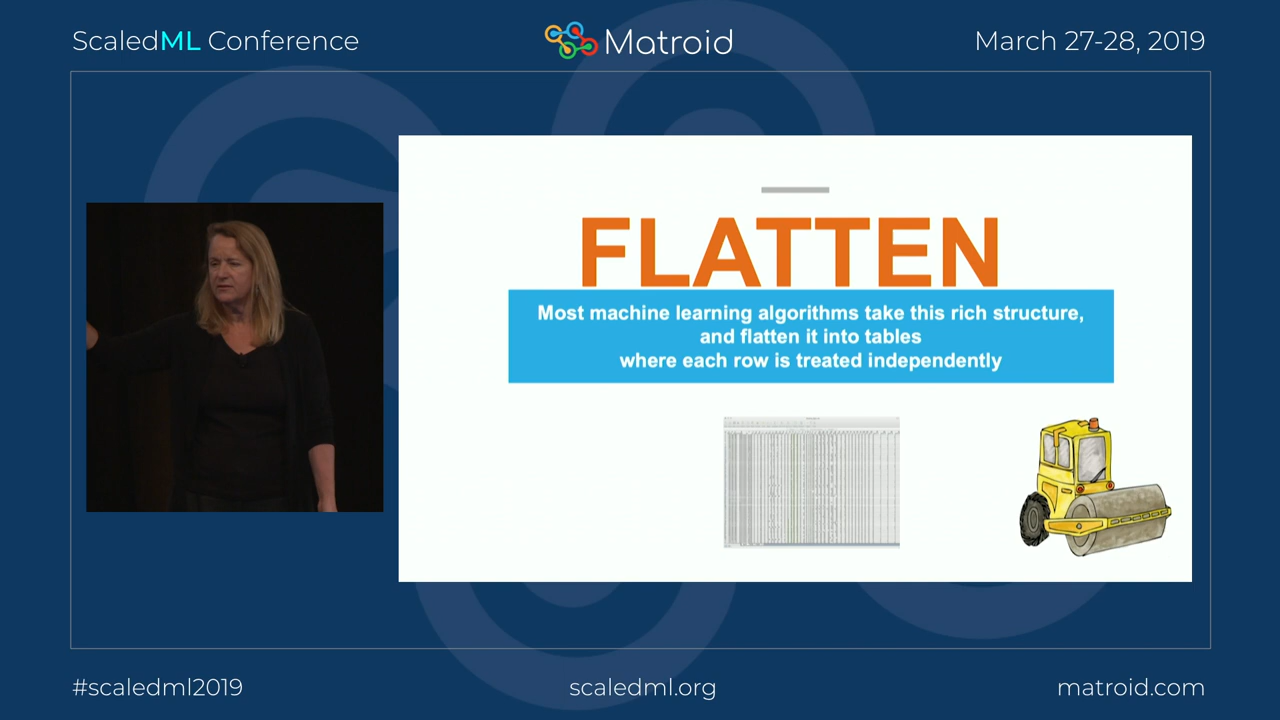 ScaledML Conference
Matroid
March 27-28, 2019
FLATTEN
Most machine learning algorithms take this rich structure,
and flatten it into tables
where each row is treated independently
#scaledml2019
scaledml.org
matroid.com